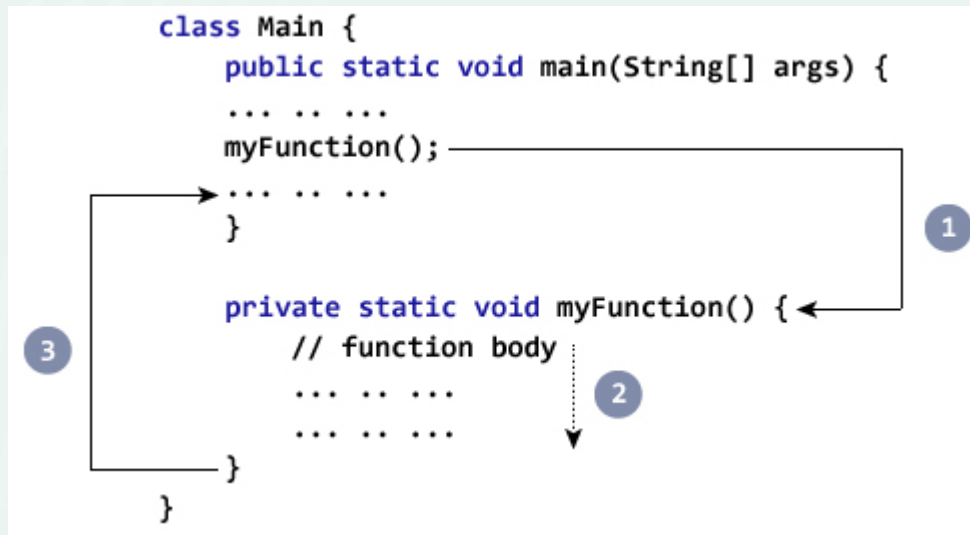 class Main {
public static void main(String[] args) {
... .. ...
myFunction();
... .. ...
}
1
private static void myFunction() {
// function body
3
... .. ...
2
... .. ...
}
}